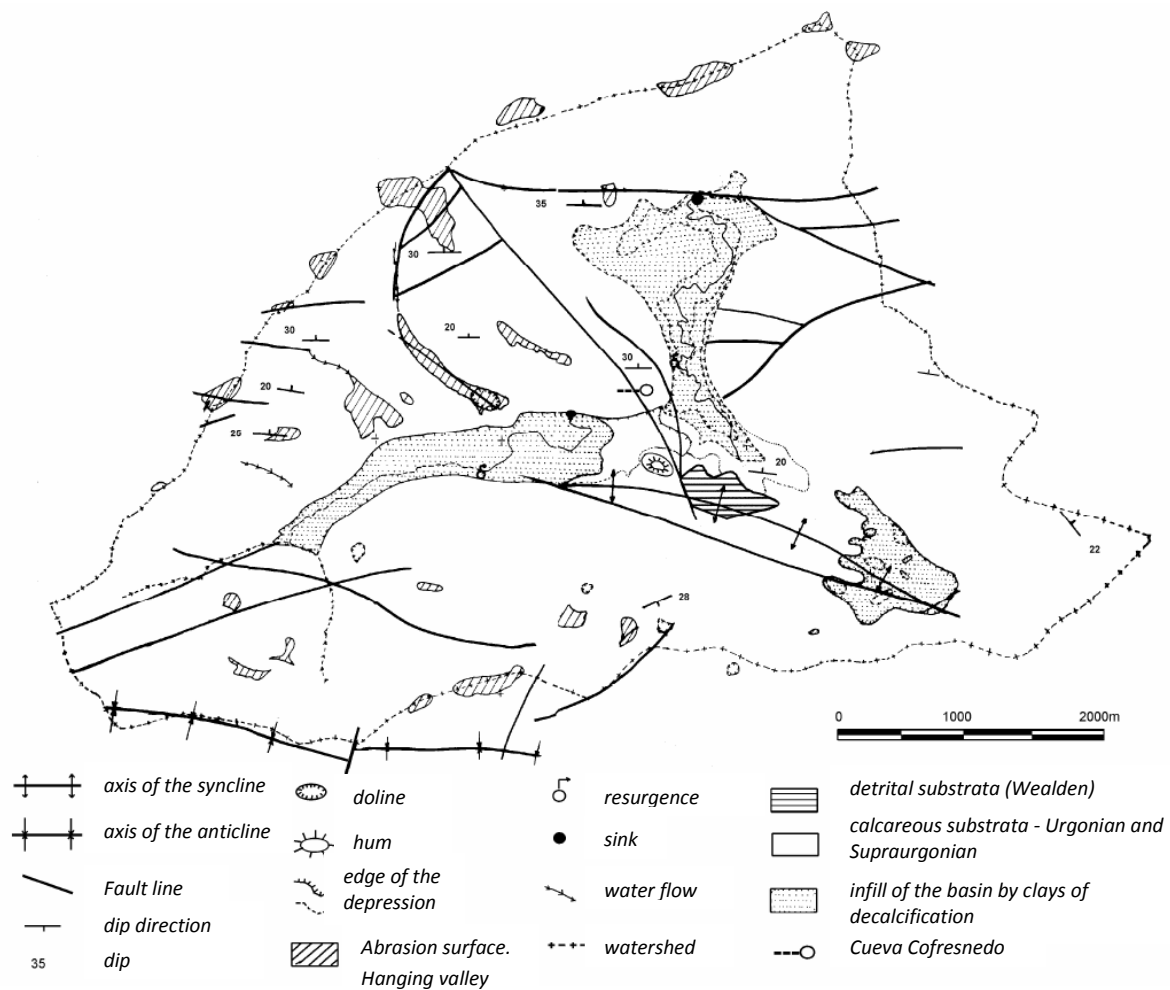 35
30
20
30
30
20
25
20
22
28
0 1000 2000m
axis of the syncline
axis of the anticline
Fault line
dip direction
35 dip
doline
hum
edge of the
depression
Abrasion surface.
Hanging valley
resurgence
sink
water flow
watershed
detrital substrata (Wealden)
calcareous substrata - Urgonian and
Supraurgonian
infill of the basin by clays of
decalcification
Cueva Cofresnedo